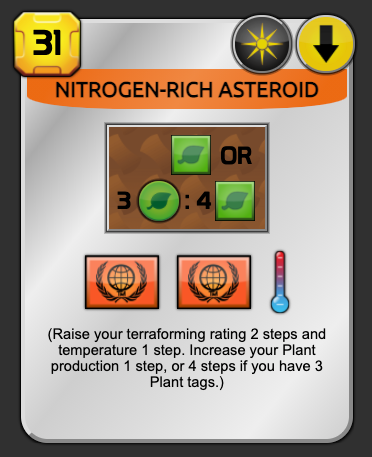 31
NITROGEN-RICH ASTEROID
OR
3 : 4
(Raise your terraforming rating 2 steps and
temperature 1 step. Increase your Plant
production 1 step, or 4 steps if you have 3
Plant tags.)